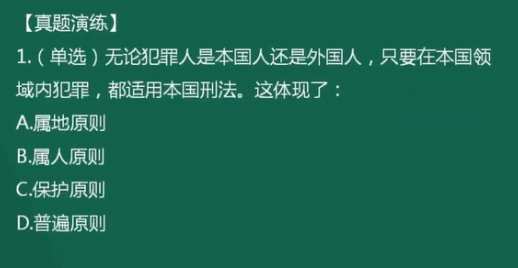 【真题演练】
1.（单选）无论犯罪人是本国人还是外国人，只要在本国领
域内犯罪，都适用本国刑法。这体现了：
A.属地原则
B.属人原则
C.保护原则
D.普遍原则